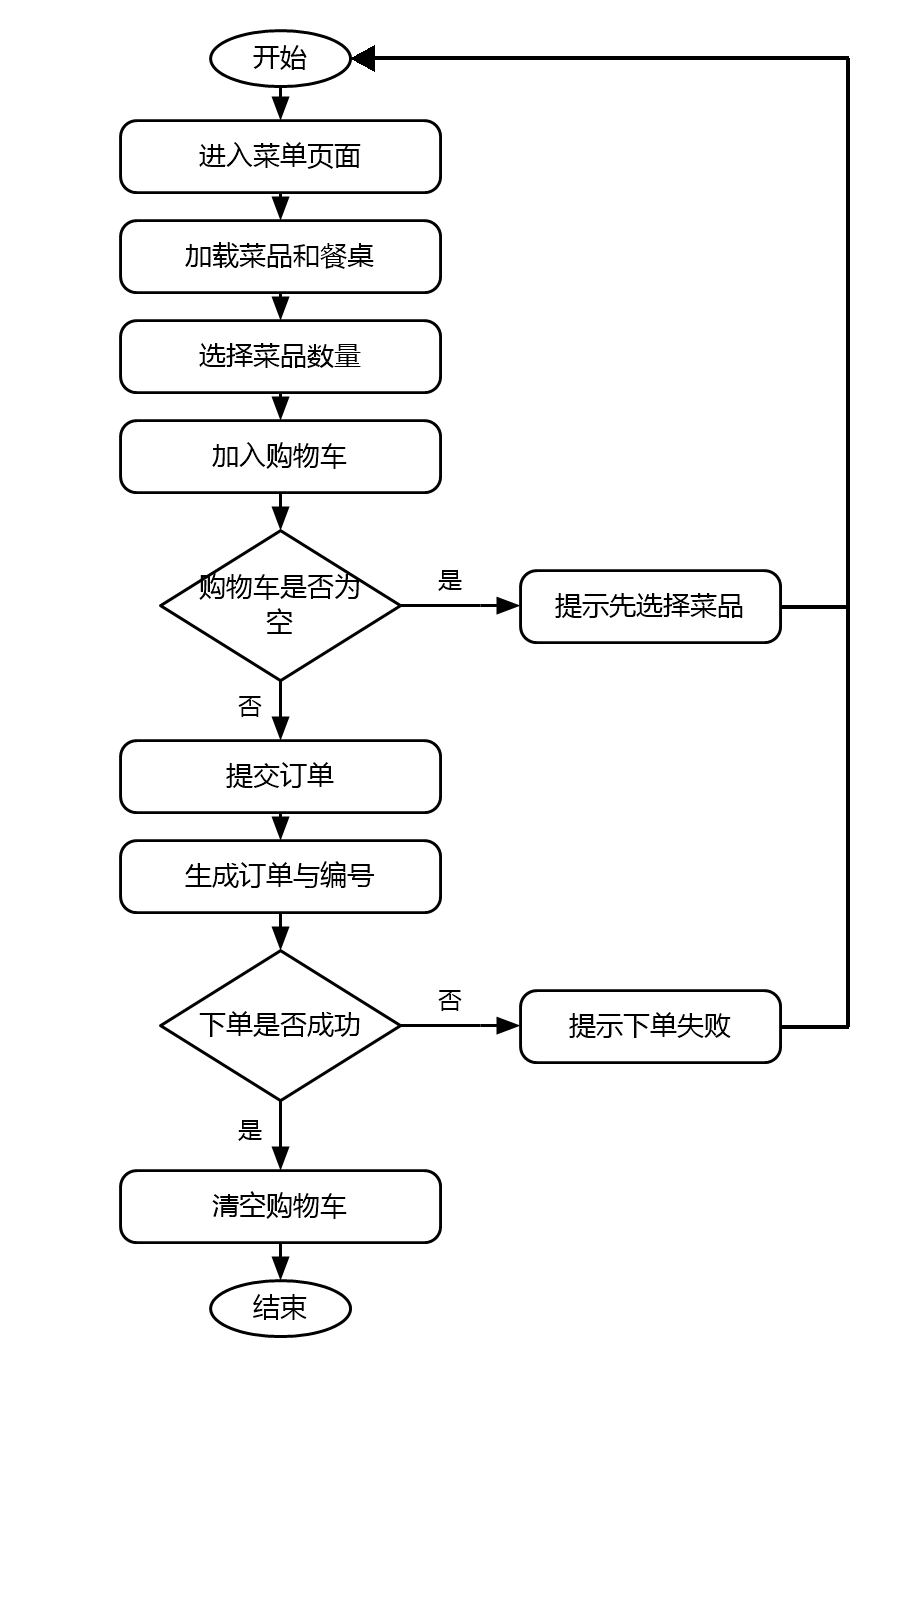 开始
进入菜单页面
加载菜品和餐桌
选择菜品数量
加入购物车
购物车是否为
空
是
提示先选择菜品
否
提交订单
生成订单与编号
下单是否成功
否
提示下单失败
是
清空购物车
结束